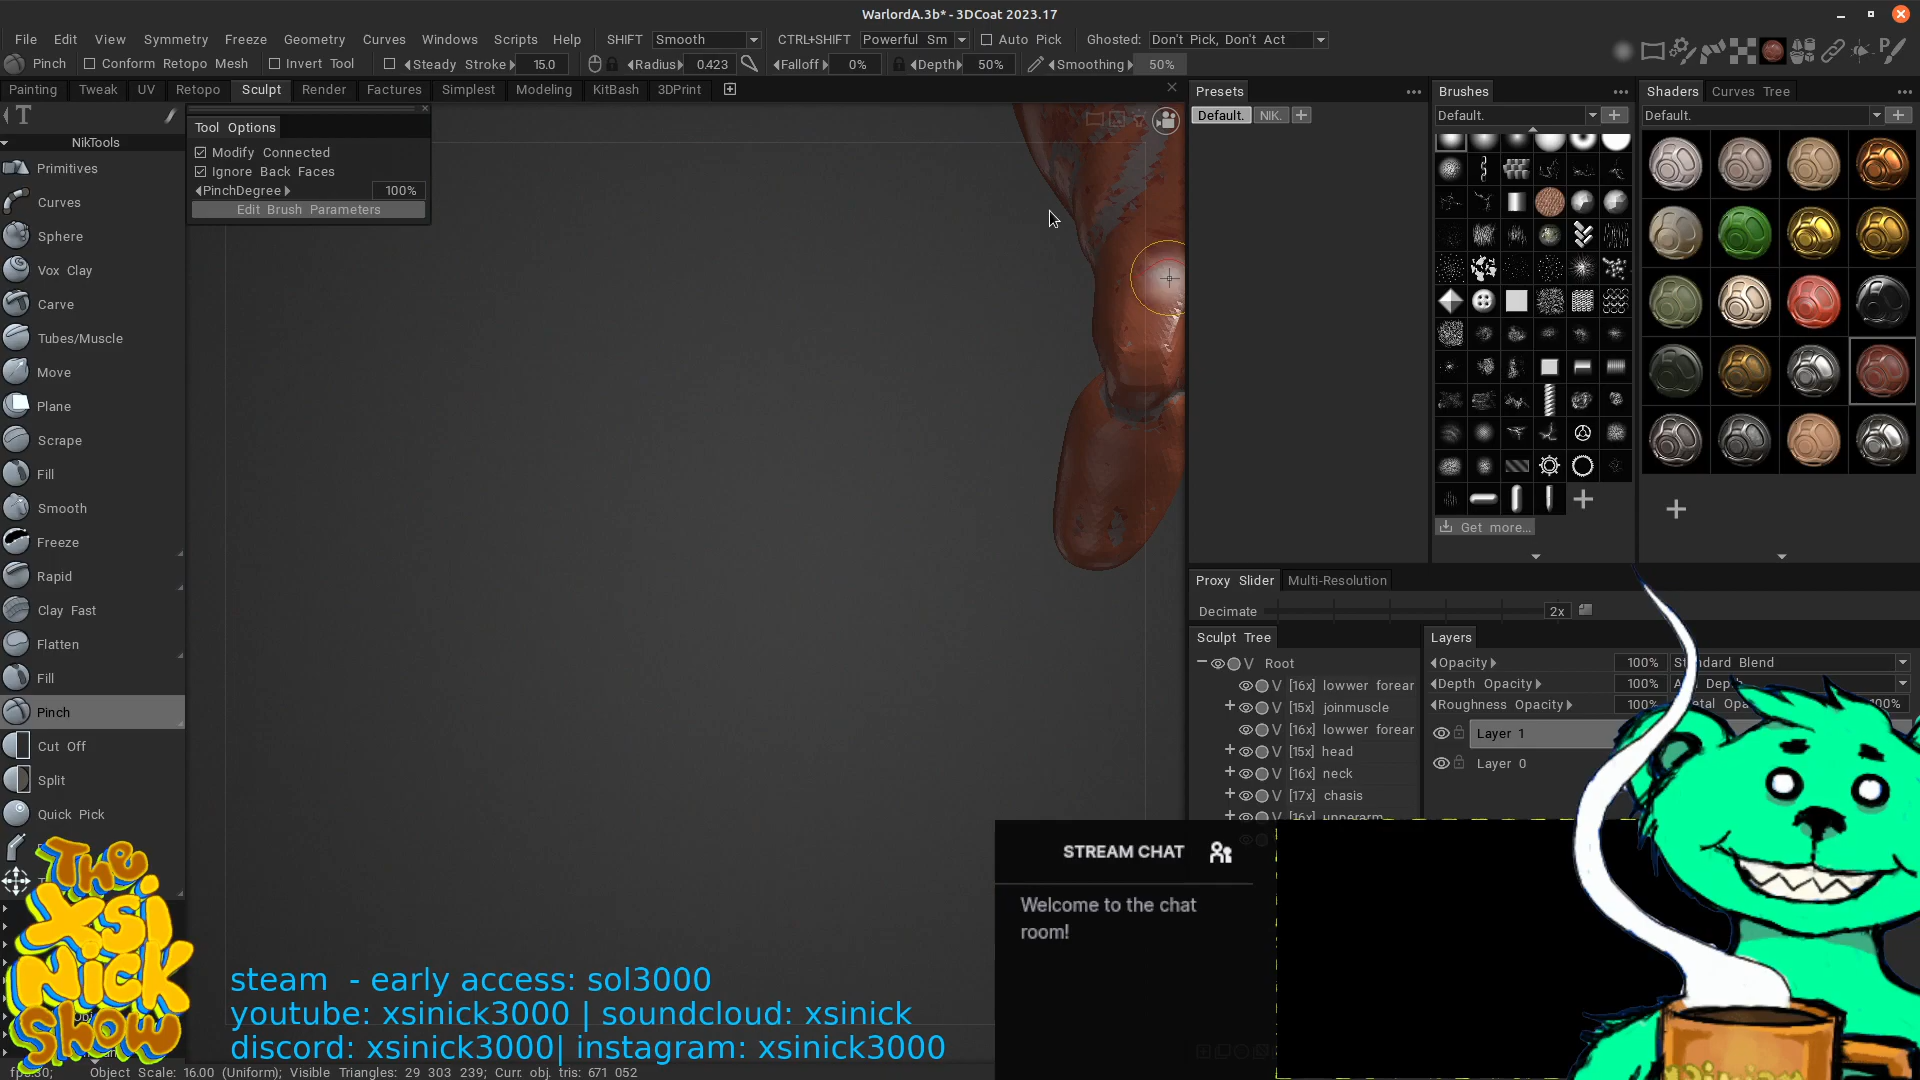 WarlordA.3b* - 3DCoat 2023.17
File Edit View Symmetry Freeze Geometry Curves Windows Scripts Help SHIFT Smooth CTRL+SHIFT Powerful Sm Auto Pick Ghosted: Don't Pick, Don't Act
Pinch Conform Retopo Mesh Invert Tool Steady Stroke 15.0 Radius 0.423 Falloff 0% Depth 50% Smoothing 50%
Painting Tweak UV Retopo Sculpt Render Factures Simplest Modeling KitBash 3DPrint
Presets
Default. NIK.
Brushes
Default.
Get more...
Shaders Curves Tree
Default.
Tool Options
Modify Connected
Ignore Back Faces
PinchDegree 100%
Edit Brush Parameters
NikTools
Primitives
Curves
Sphere
Vox Clay
Carve
Tubes/Muscle
Move
Plane
Scrape
Fill
Smooth
Freeze
Rapid
Clay Fast
Flatten
Fill
Pinch
Cut Off
Split
Quick Pick
Proxy Slider Multi-Resolution
Decimate 2x
Sculpt Tree
Root
[16x] lowwer forear
[15x] joinmuscle
[16x] lowwer forear
[15x] head
[16x] neck
[17x] chasis
[16x] upperarm
Layers
Opacity 100% Standard Blend
Depth Opacity 100%
Roughness Opacity 100% 100%
Layer 1
Layer 0
STREAM CHAT
Welcome to the chat
room!
The
XSI
Nick
Show
steam - early access: sol3000
youtube: xsinick3000 | soundcloud: xsinick
discord: xsinick3000| instagram: xsinick3000
Object Scale: 16.00 (Uniform); Visible Triangles: 29 303 239; Curr. obj. tris: 671 052